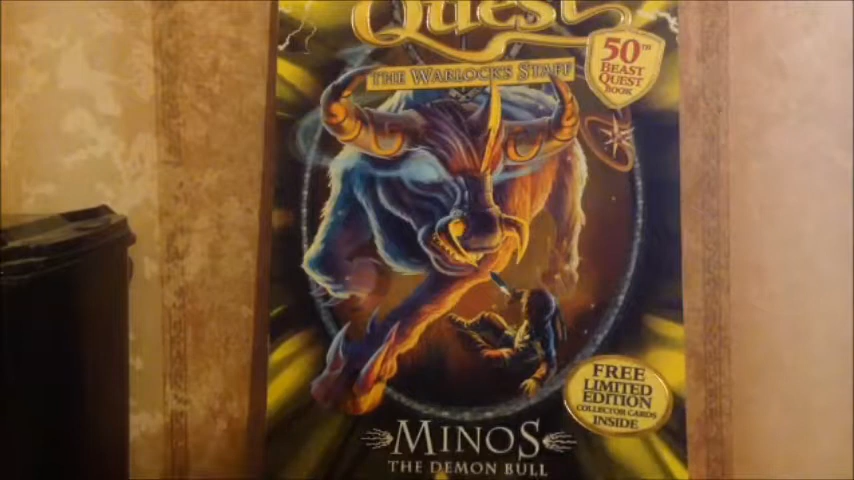 Quest
THE WARLOCK'S STAFF
50TH
BEAST
QUEST
BOOK
FREE
LIMITED
EDITION
COLLECTOR CARDS
INSIDE
MINOS
THE DEMON BULL